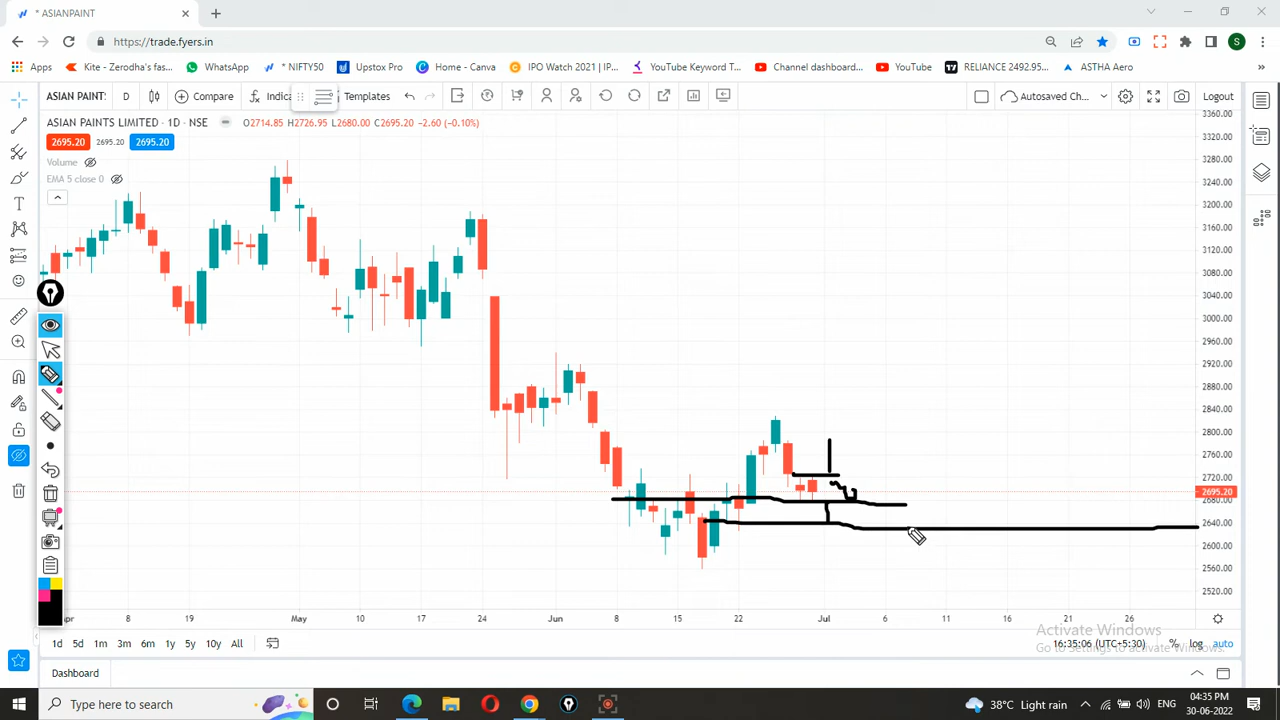 * ASIANPAINT
https://trade.fyers.in
S
Apps Kite - Zerodha's fas... WhatsApp * NIFTY50 Upstox Pro Home - Canva IPO Watch 2021 | IP... YouTube Keyword T... Channel dashboard... YouTube RELIANCE 2492.95... ASTHA Aero »
ASIAN PAINT: D Compare Indica Templates Autosaved Ch... Logout
ASIAN PAINTS LIMITED · 1D · NSE O2714.85 H2726.95 L2680.00 C2695.20 −2.60 (−0.10%)
2695.20 2695.20 2695.20
Volume
EMA 5 close 0
3360.00
3320.00
3280.00
3240.00
3200.00
3160.00
3120.00
3080.00
3040.00
3000.00
2960.00
2920.00
2880.00
2840.00
2800.00
2760.00
2720.00
2695.20
2680.00
2640.00
2600.00
2560.00
2520.00
Apr 8 19 May 10 17 24 Jun 8 15 22 Jul 6 11 16 21 26
Activate Windows
Go to Settings to activate Windows.
1d 5d 1m 3m 6m 1y 5y 10y All 16:35:06 (UTC+5:30) % log auto
Dashboard
Type here to search 38°C Light rain ENG 04:35 PM
30-06-2022